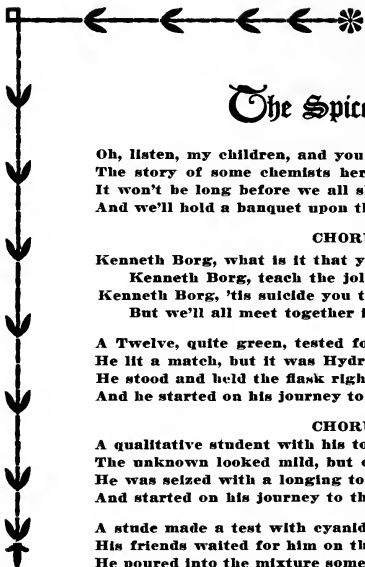 The Spic
Oh, listen, my children, and you
The story of some chemists her
It won't be long before we all s
And we'll hold a banquet upon th
CHORU
Kenneth Borg, what is it that y
Kenneth Borg, teach the jol
Kenneth Borg, 'tis suicide you t
But we'll all meet together i
A Twelve, quite green, tested fo
He lit a match, but it was Hydr
He stood and held the flask righ
And he started on his journey to
CHORU
A qualitative student with his to
The unknown looked mild, but
He was seized with a longing to
And started on his journey to th
A stude made a test with cyanid
His friends waited for him on th
He poured into the mixture some